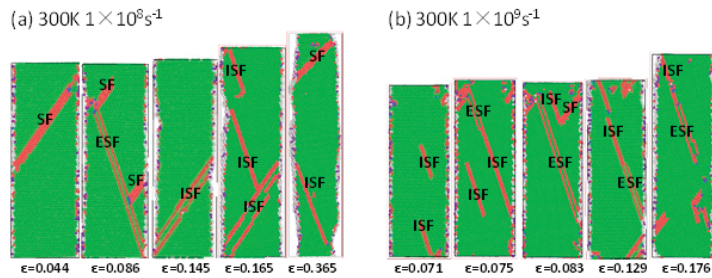 (a) 300K 1×10⁸s⁻¹
(b) 300K 1×10⁹s⁻¹
SF
SF
ESF
SF
ISF
ISF
ISF
ISF
SF
ISF
ISF
ISF
ESF
ISF
ISF
ISF
SF
ESF
ISF
ESF
ISF
ESF
ε=0.044 ε=0.086 ε=0.145 ε=0.165 ε=0.365
ε=0.071 ε=0.075 ε=0.083 ε=0.129 ε=0.176